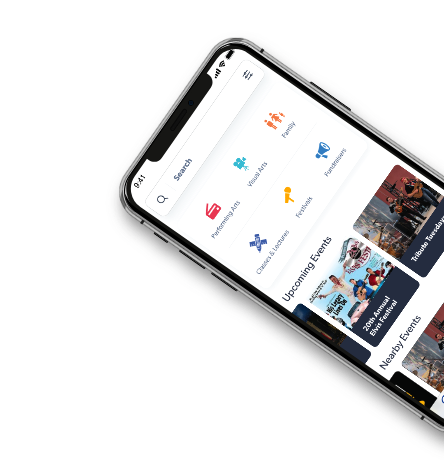 9:41
Search
Performing Arts
Visual Arts
Family
Classes & Lectures
Festivals
Fundraisers
Upcoming Events
20th Annual
Elvis Festival
Tribute Tuesday
Nearby Events